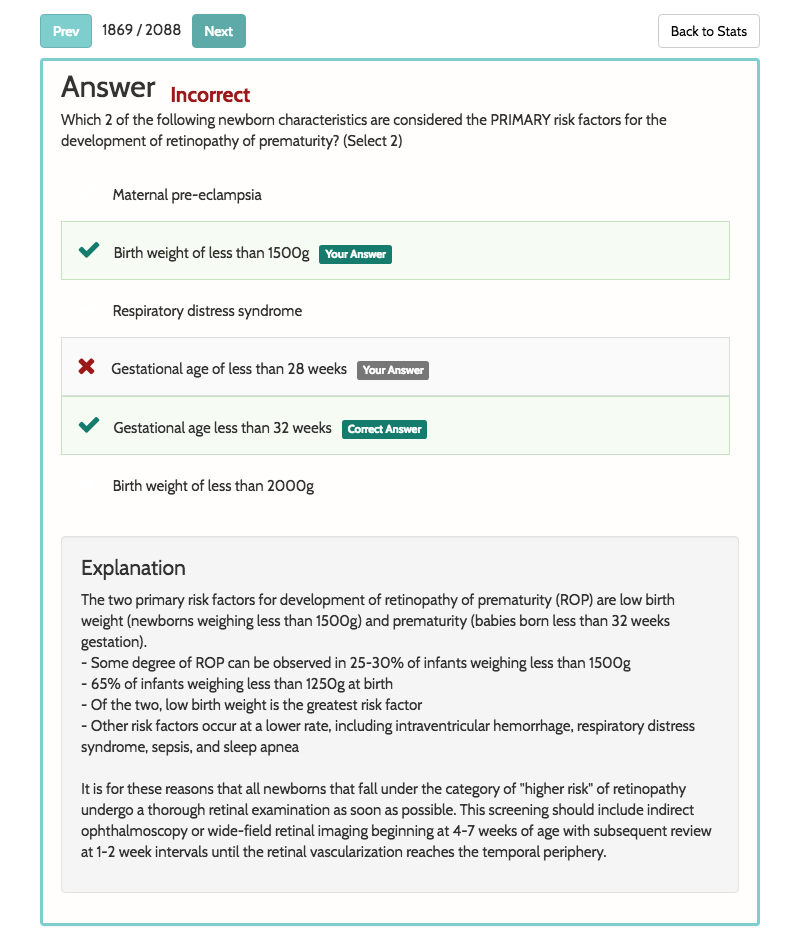 Prev 1869 / 2088 Next Back to Stats
Answer Incorrect
Which 2 of the following newborn characteristics are considered the PRIMARY risk factors for the
development of retinopathy of prematurity? (Select 2)
Maternal pre-eclampsia
Birth weight of less than 1500g Your Answer
Respiratory distress syndrome
Gestational age of less than 28 weeks Your Answer
Gestational age less than 32 weeks Correct Answer
Birth weight of less than 2000g
Explanation
The two primary risk factors for development of retinopathy of prematurity (ROP) are low birth
weight (newborns weighing less than 1500g) and prematurity (babies born less than 32 weeks
gestation).
- Some degree of ROP can be observed in 25-30% of infants weighing less than 1500g
- 65% of infants weighing less than 1250g at birth
- Of the two, low birth weight is the greatest risk factor
- Other risk factors occur at a lower rate, including intraventricular hemorrhage, respiratory distress
syndrome, sepsis, and sleep apnea
It is for these reasons that all newborns that fall under the category of "higher risk" of retinopathy
undergo a thorough retinal examination as soon as possible. This screening should include indirect
ophthalmoscopy or wide-field retinal imaging beginning at 4-7 weeks of age with subsequent review
at 1-2 week intervals until the retinal vascularization reaches the temporal periphery.